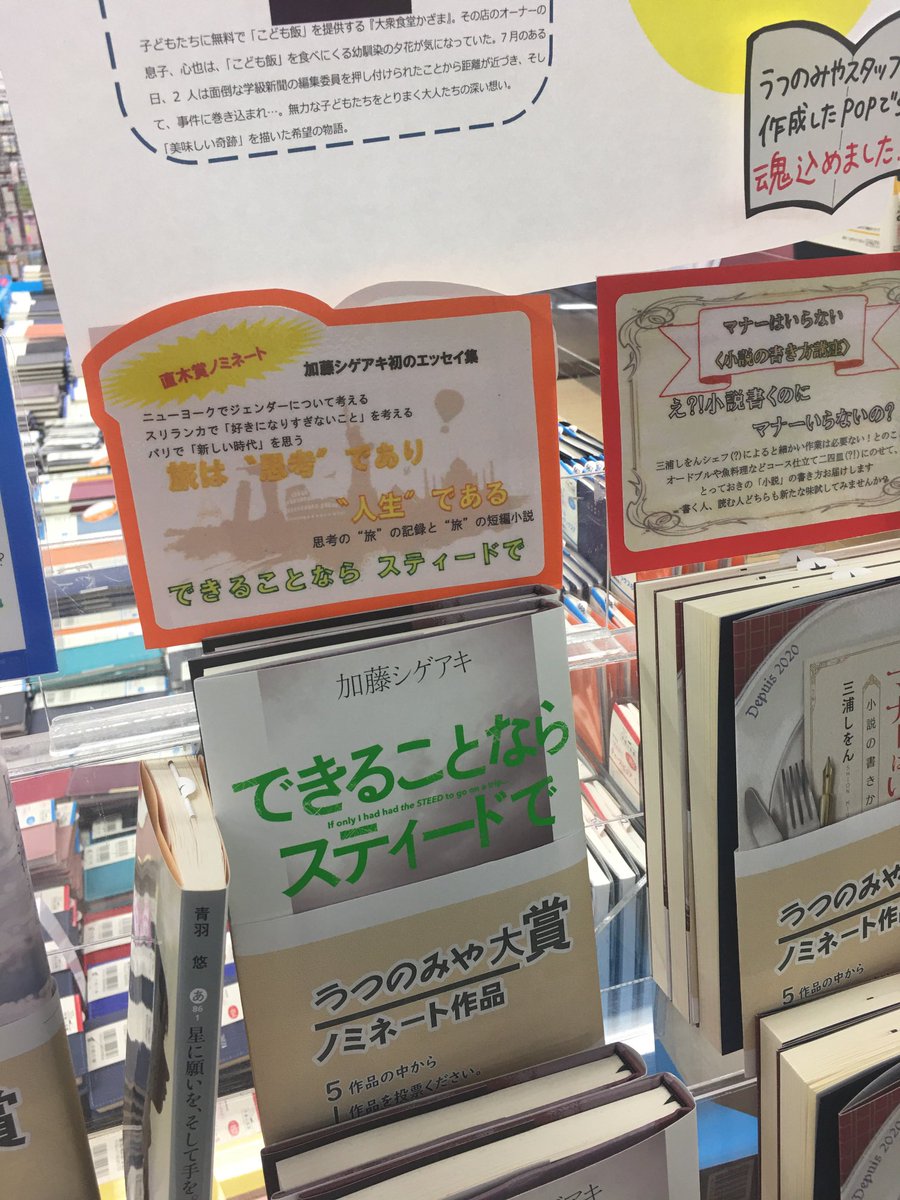 子どもたちに無料で「こども飯」を提供する『大衆食堂かざま』。その店のオーナーの
息子、心也は、「こども飯」を食べにくる幼馴染の夕花が気になっていた。7月のある
日、2人は面倒な学級新聞の編集委員を押し付けられたことから距離が近づき、そし
て、事件に巻き込まれ…。無力な子どもたちをとりまく大人たちの深い想い。
「美味しい奇跡」を描いた希望の物語。
うつのみやスタッフ
作成したPOPで
魂込めました
直木賞ノミネート
加藤シゲアキ初のエッセイ集
ニューヨークでジェンダーについて考える
スリランカで「好きになりすぎないこと」を考える
パリで「新しい時代」を思う
旅は“思考”であり
“人生”である
思考の“旅”の記録と“旅”の短編小説
できることなら スティードで
マナーはいらない
〈小説の書き方講座〉
え?!小説書くのに
マナーいらないの?
三浦しをんシェフ(?)によると細かい作業は必要ない!とのこ
オードブルや魚料理などコース仕立て二四皿(?!)にのせて、
とっておきの「小説」の書き方お届けします
書く人、読む人どちらも新たな味試してみませんか?
加藤シゲアキ
できることなら
If only I had had the STEED to go on a trip...
スティードで
うつのみや大賞
ノミネート作品
5作品の中から
1作品を投票ください。
青羽 悠 あ 86 1 星に願いを、そして手を
Depuis 2020
小説の書きか
三浦しをん
うつのみや
ノミネート作品
5作品の中から
賞
加藤シゲアキ
Depuis 2020